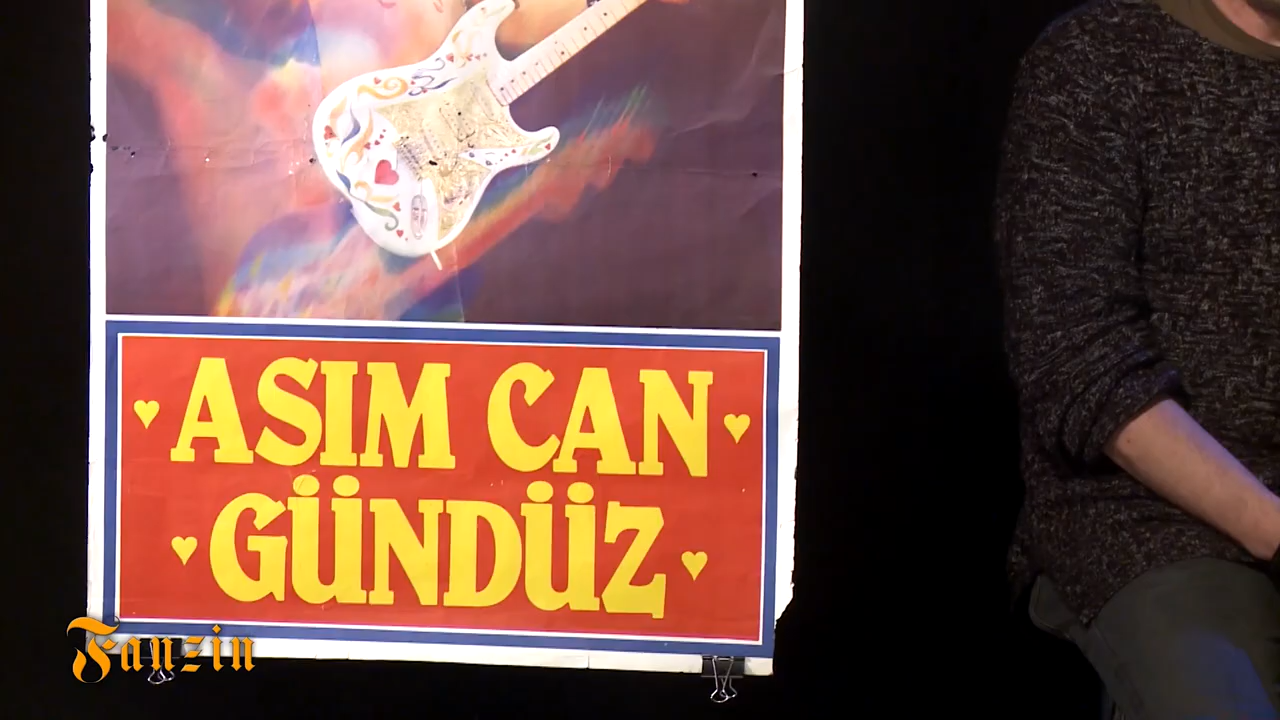 ♥ ASIM CAN ♥
♥ GÜNDÜZ ♥
Fanzin